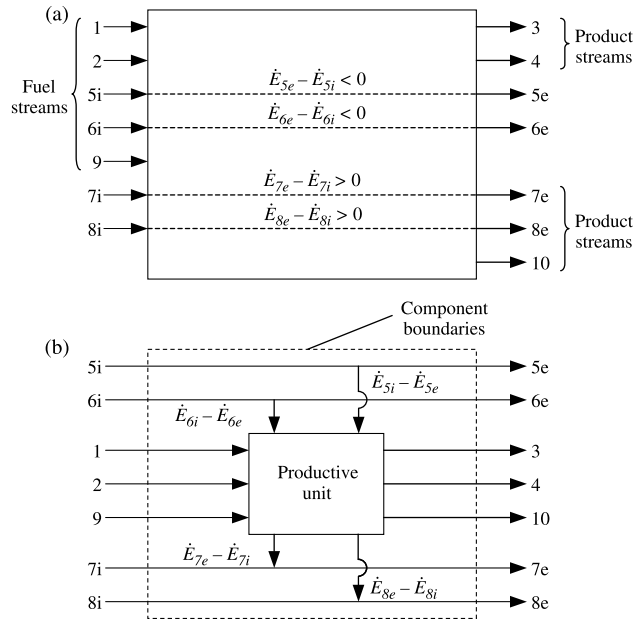 (a)
1
3
Product
streams
2
4
Fuel
streams
5i
Ė5e – Ė5i < 0
5e
6i
Ė6e – Ė6i < 0
6e
9
7i
Ė7e – Ė7i > 0
7e
8i
Ė8e – Ė8i > 0
8e
Product
streams
10
Component
boundaries
(b)
5i
5e
Ė5i – Ė5e
6i
6e
Ė6i – Ė6e
1
3
Productive
unit
2
4
9
10
Ė7e – Ė7i
7i
7e
Ė8e – Ė8i
8i
8e